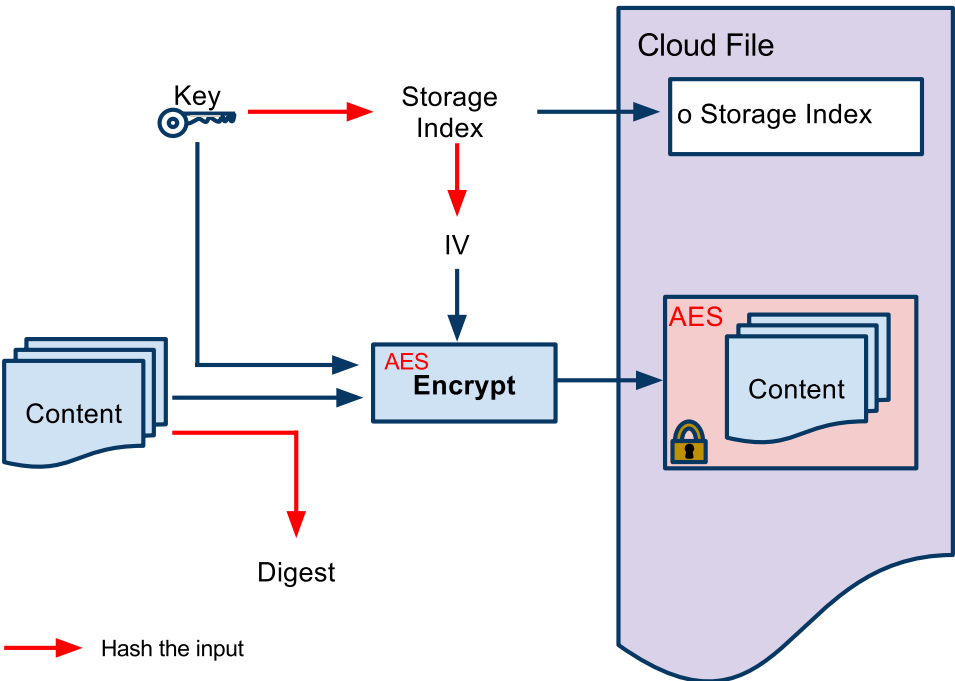 Cloud File
Key
Storage
Index
o Storage Index
IV
AES
Encrypt
AES
Content
Content
Digest
Hash the input